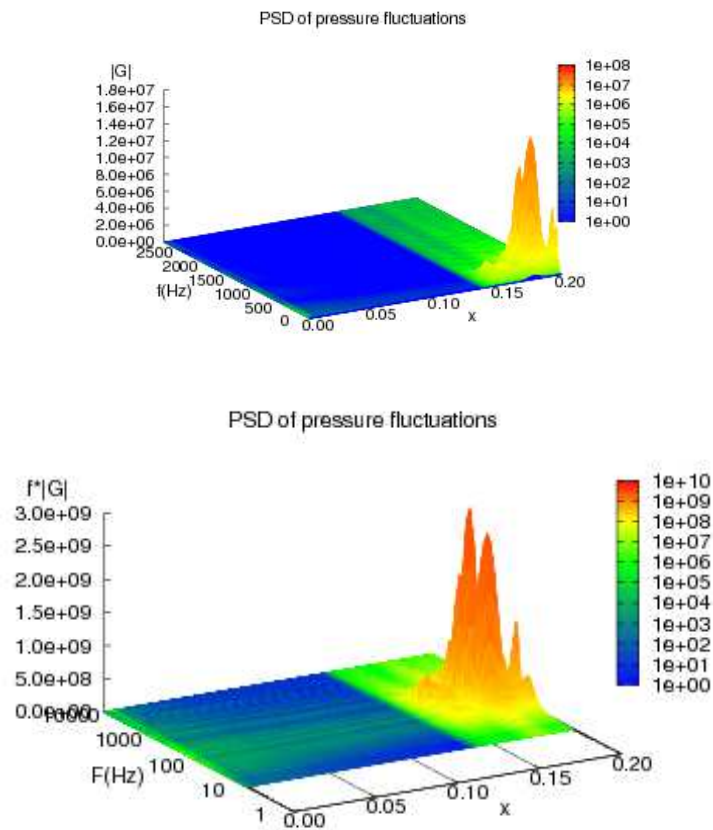 PSD of pressure fluctuations
|G|
1.8e+07
1.6e+07
1.4e+07
1.2e+07
1.0e+07
8.0e+06
6.0e+06
4.0e+06
2.0e+06
0.0e+00
2500
2000
1500
1000
500
0
f(Hz)
0.00
0.05
0.10
0.15
0.20
x
1e+08
1e+07
1e+06
1e+05
1e+04
1e+03
1e+02
1e+01
1e+00
PSD of pressure fluctuations
f*|G|
3.0e+09
2.5e+09
2.0e+09
1.5e+09
1.0e+09
5.0e+08
0.0e+00
10000
1000
100
10
1
F(Hz)
0.00
0.05
0.10
0.15
0.20
x
1e+10
1e+09
1e+08
1e+07
1e+06
1e+05
1e+04
1e+03
1e+02
1e+01
1e+00